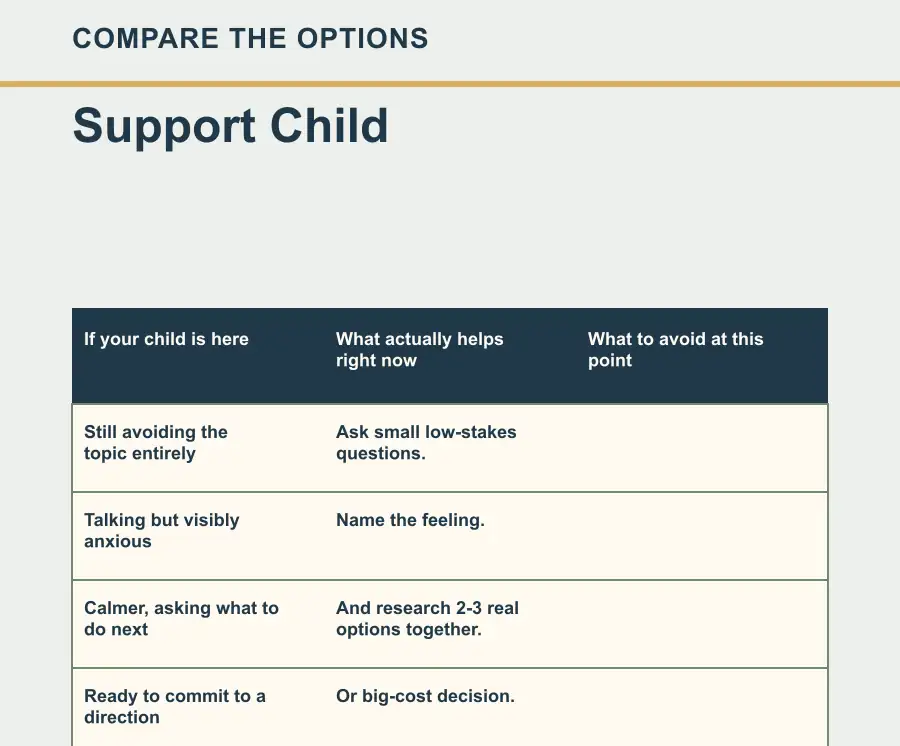 COMPARE THE OPTIONS
Support Child
If your child is here
What actually helps
right now
What to avoid at this
point
Still avoiding the
topic entirely
Ask small low-stakes
questions.
Talking but visibly
anxious
Name the feeling.
Calmer, asking what to
do next
And research 2-3 real
options together.
Ready to commit to a
direction
Or big-cost decision.